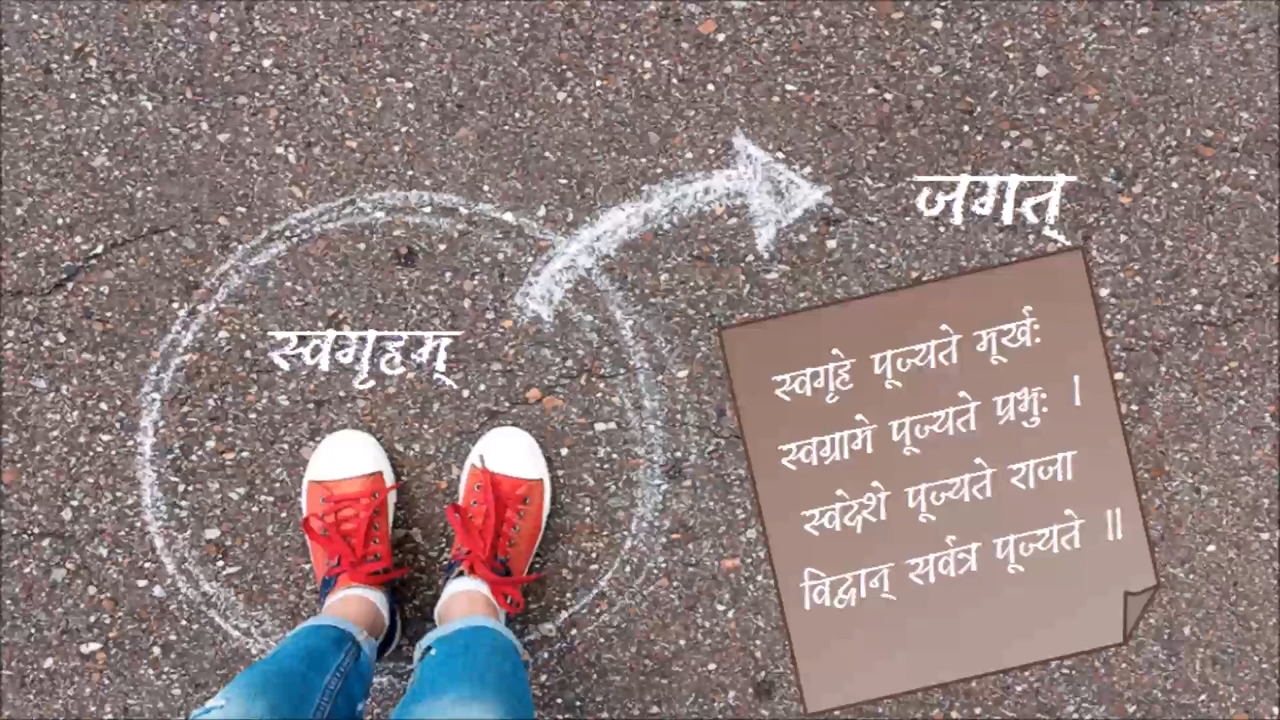 जगत्
स्वगृहम्
स्वगृहे पूज्यते मूर्खः
स्वग्रामे पूज्यते प्रभुः ।
स्वदेशे पूज्यते राजा
विद्वान् सर्वत्र पूज्यते ॥